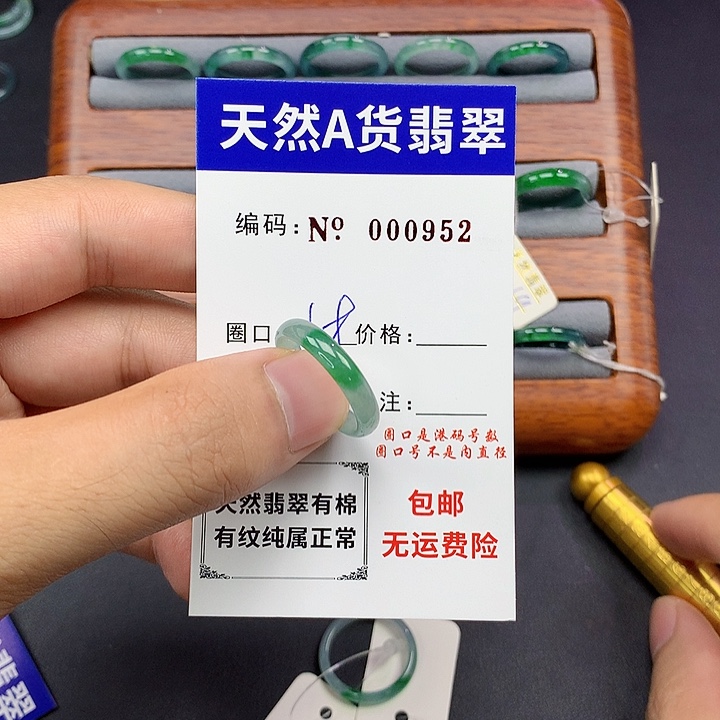 天然A货翡翠
编码:Nº 000952
圈口 18 价格:
注:
圈口是港码号数
圈口号不是内直径
天然翡翠有棉
有纹纯属正常
包邮
无运费险
翡翠